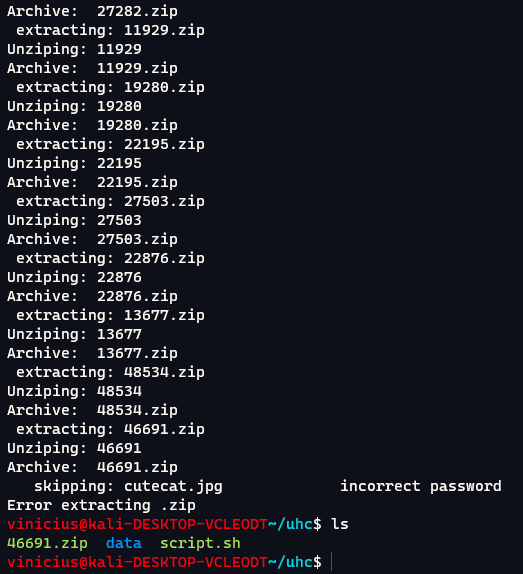 Archive:  27282.zip
 extracting: 11929.zip
Unziping: 11929
Archive:  11929.zip
 extracting: 19280.zip
Unziping: 19280
Archive:  19280.zip
 extracting: 22195.zip
Unziping: 22195
Archive:  22195.zip
 extracting: 27503.zip
Unziping: 27503
Archive:  27503.zip
 extracting: 22876.zip
Unziping: 22876
Archive:  22876.zip
 extracting: 13677.zip
Unziping: 13677
Archive:  13677.zip
 extracting: 48534.zip
Unziping: 48534
Archive:  48534.zip
 extracting: 46691.zip
Unziping: 46691
Archive:  46691.zip
   skipping: cutecat.jpg             incorrect password
Error extracting .zip
vinicius@kali-DESKTOP-VCLEODT~/uhc$ ls
46691.zip  data  script.sh
vinicius@kali-DESKTOP-VCLEODT~/uhc$